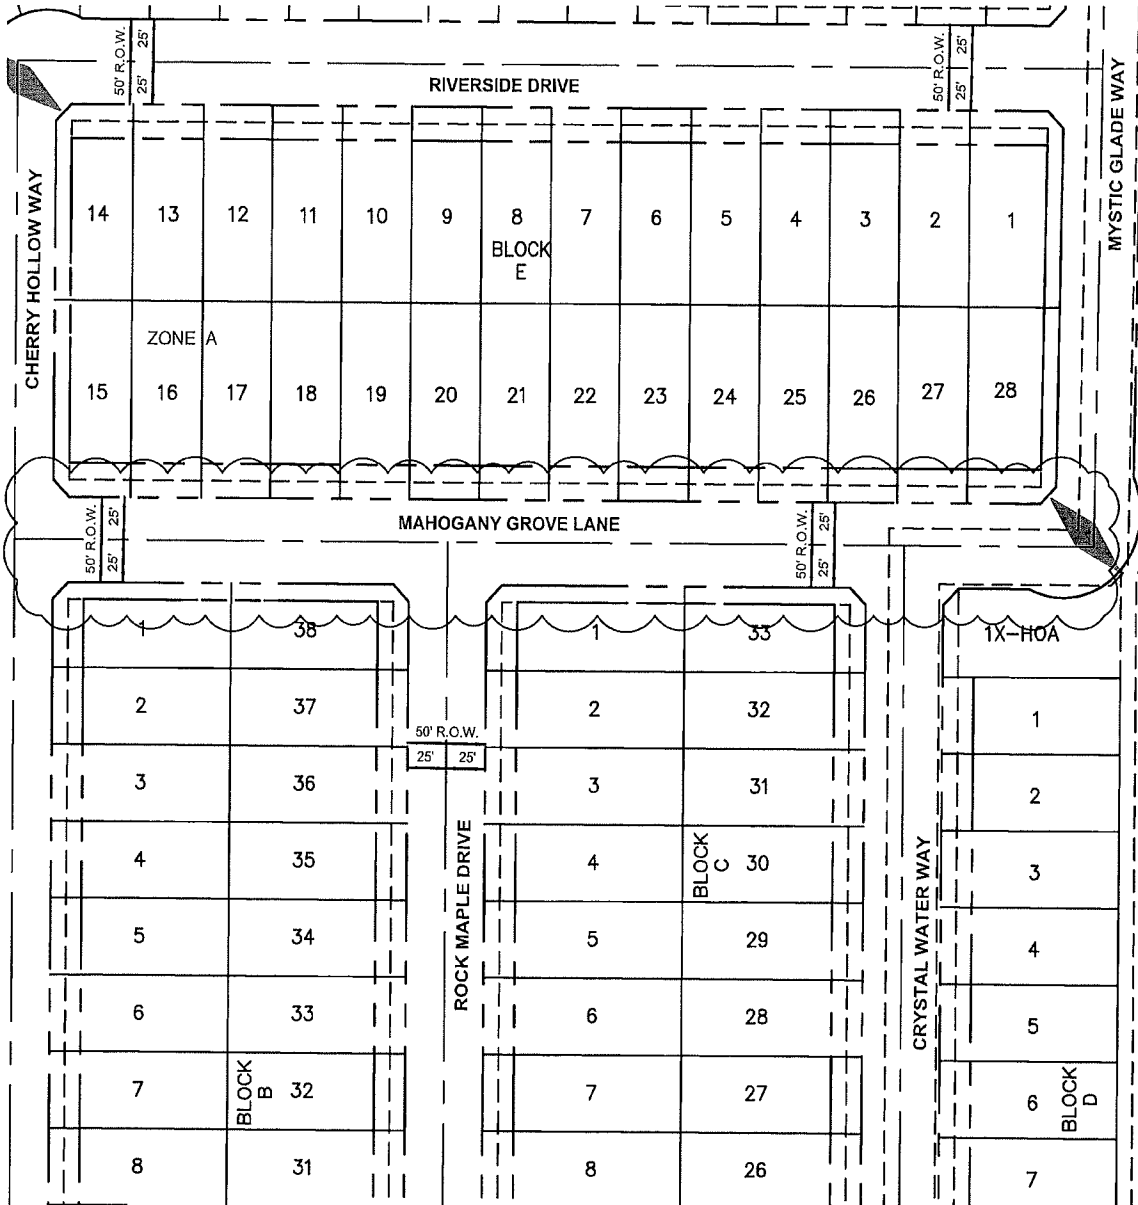 50' R.O.W.
25'
25'
50' R.O.W.
25'
25'
RIVERSIDE DRIVE
MYSTIC GLADE WAY
CHERRY HOLLOW WAY
14 13 12 11 10 9 8 7 6 5 4 3 2 1
BLOCK
E
ZONE A
15 16 17 18 19 20 21 22 23 24 25 26 27 28
50' R.O.W.
25'
25'
MAHOGANY GROVE LANE
50' R.O.W.
25'
25'
1 38 1 33 1X-HOA
2 37 2 32 1
50' R.O.W.
25' 25'
3 36 3 31 2
4 35 4 30 3
BLOCK
C
ROCK MAPLE DRIVE
CRYSTAL WATER WAY
5 34 5 29 4
6 33 6 28 5
7 32 7 27 6
BLOCK
B
BLOCK
D
8 31 8 26 7